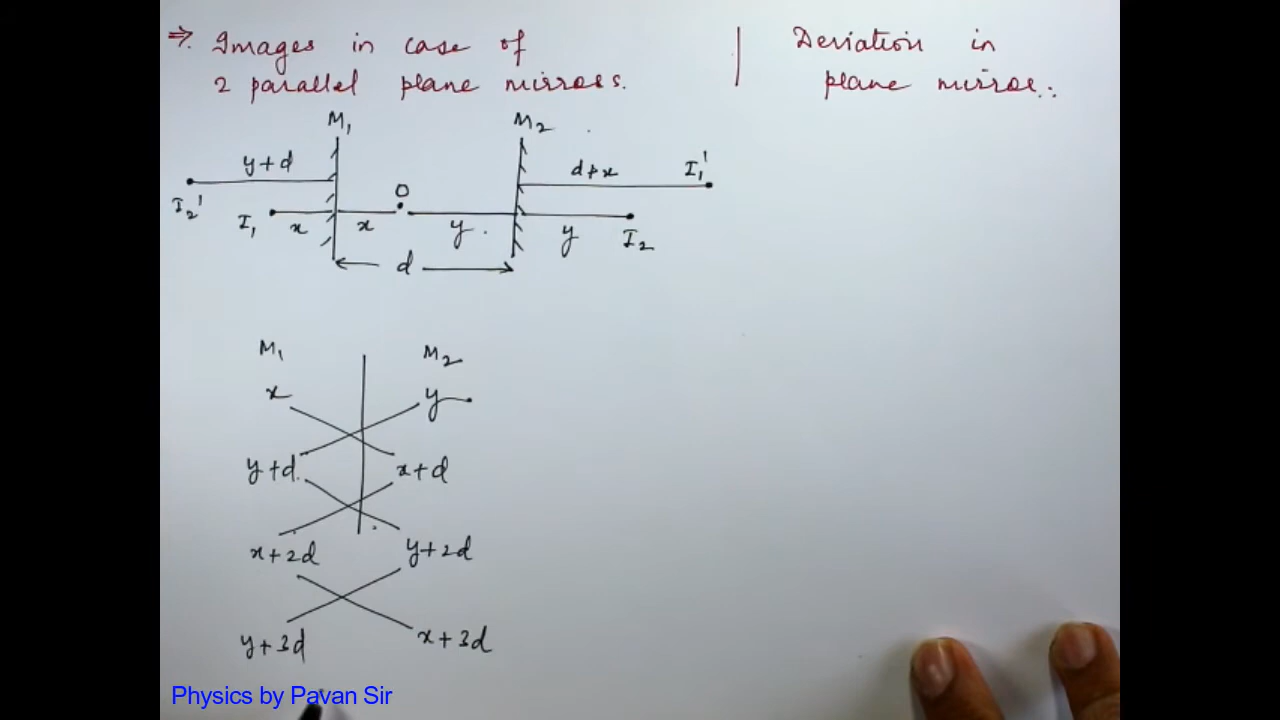 ⇒. Images in case of
2 parallel plane mirrors.
Deviation in
plane mirror.:
M₁ M₂
y+d d+x I₁'
I₂' I₁ x x O y y I₂
d
M₁ M₂
x y
y+d x+d
x+2d y+2d
y+3d x+3d
Physics by Pavan Sir